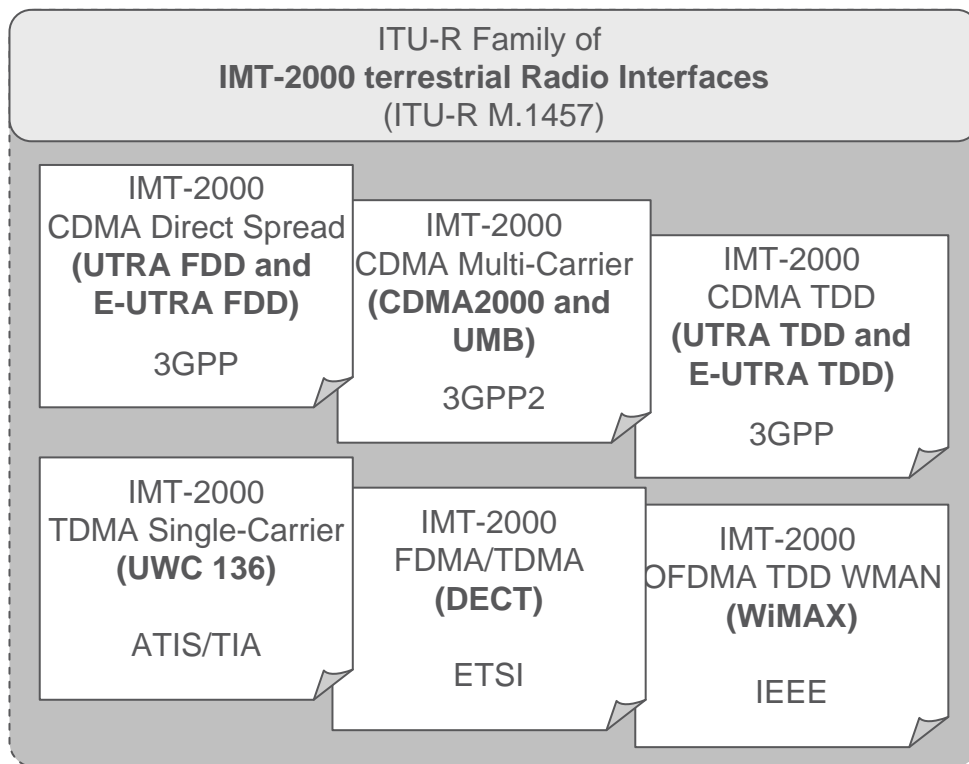 ITU-R Family of
IMT-2000 terrestrial Radio Interfaces
(ITU-R M.1457)
IMT-2000
CDMA Direct Spread
(UTRA FDD and
E-UTRA FDD)
3GPP
IMT-2000
CDMA Multi-Carrier
(CDMA2000 and
UMB)
3GPP2
IMT-2000
CDMA TDD
(UTRA TDD and
E-UTRA TDD)
3GPP
IMT-2000
TDMA Single-Carrier
(UWC 136)
ATIS/TIA
IMT-2000
FDMA/TDMA
(DECT)
ETSI
IMT-2000
OFDMA TDD WMAN
(WiMAX)
IEEE